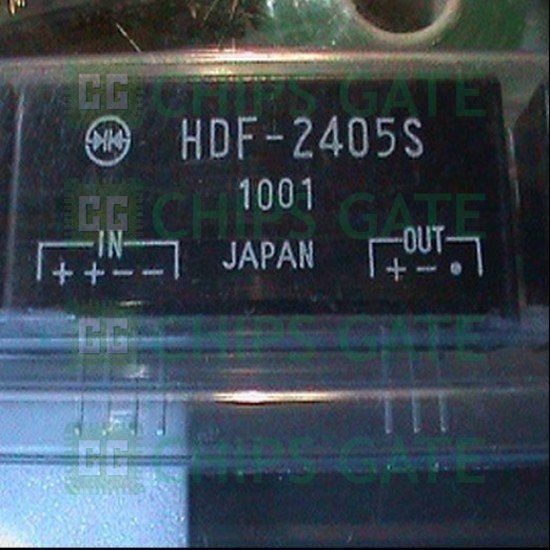 CHIPS GATE
HDF-2405S
1001
CHIPS GATE
IN
OUT
++--
JAPAN
+-•
CHIPS GATE
CHIPS GATE